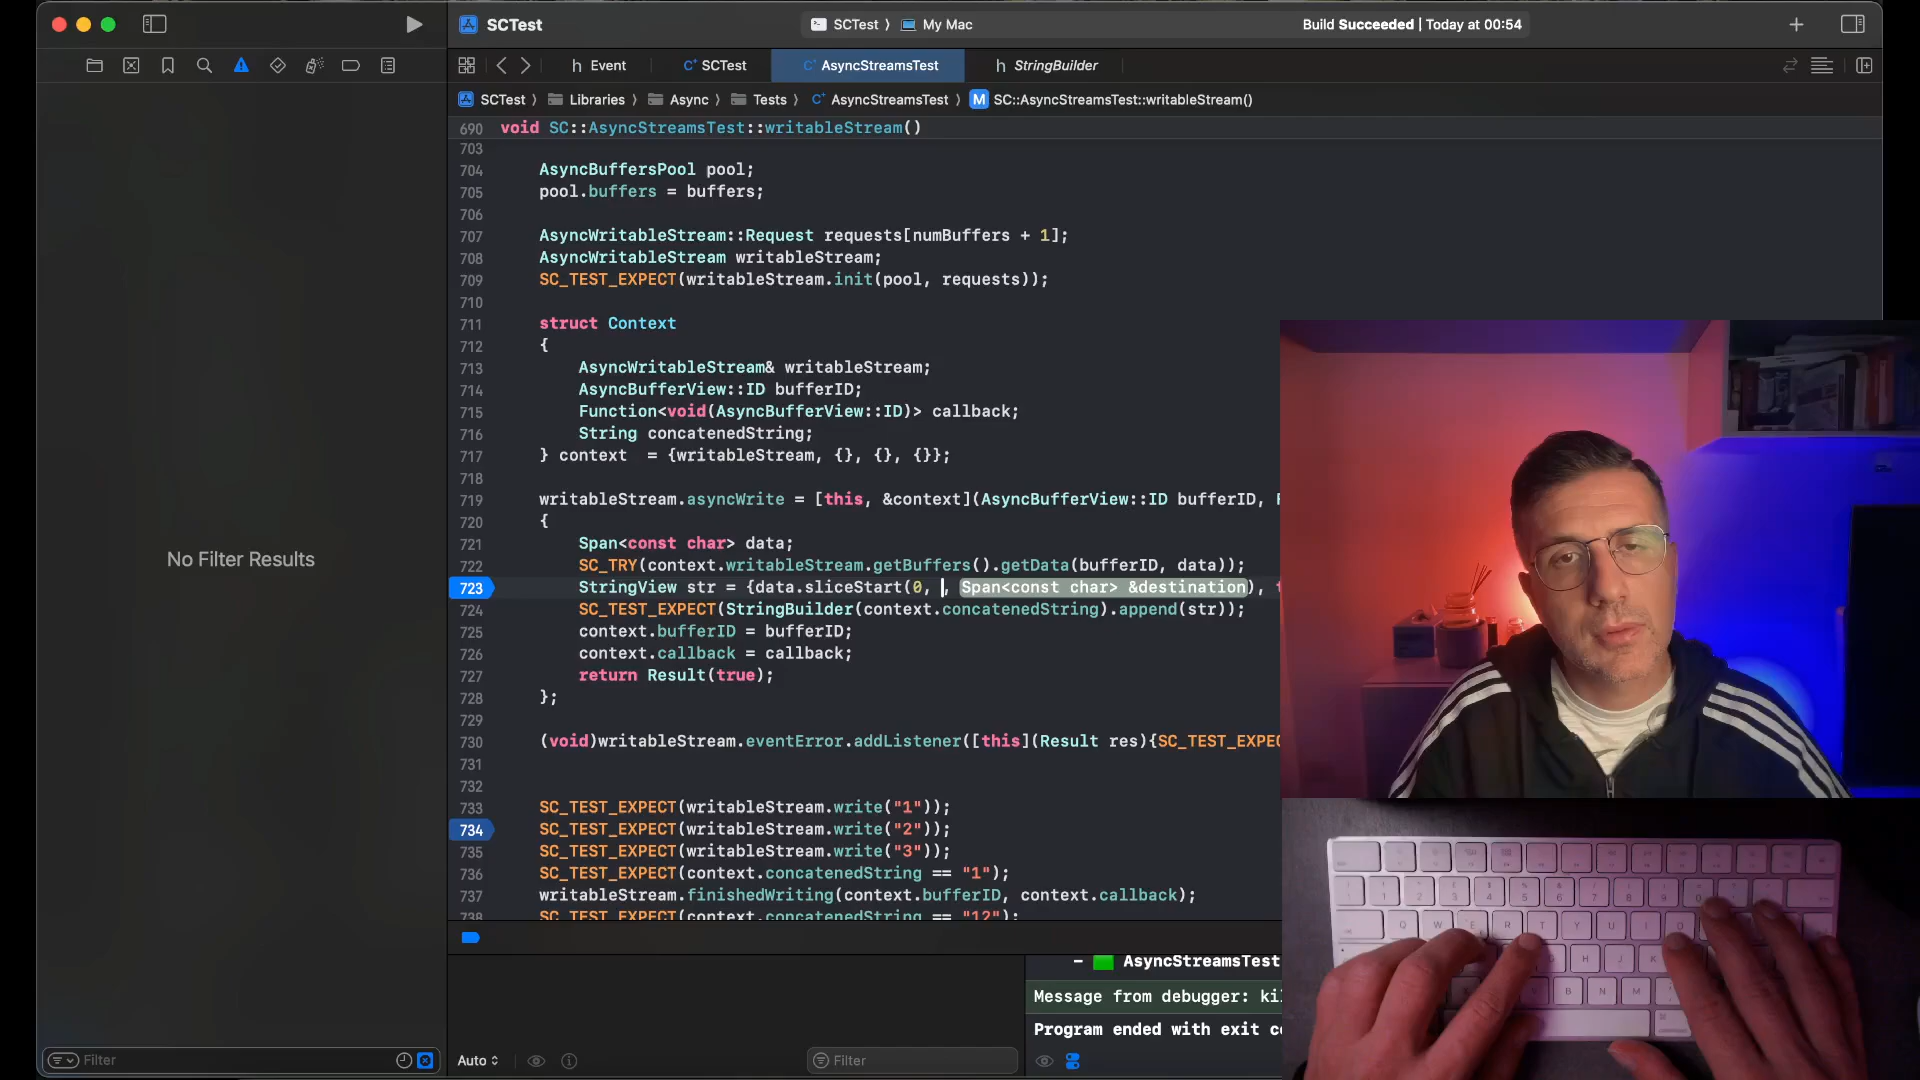 SCTest
SCTest 〉 My Mac
Build Succeeded | Today at 00:54
h Event
C⁺ SCTest
C⁺ AsyncStreamsTest
h StringBuilder
SCTest 〉 Libraries 〉 Async 〉 Tests 〉 C⁺ AsyncStreamsTest 〉 M SC::AsyncStreamsTest::writableStream()
690 void SC::AsyncStreamsTest::writableStream()
703
704 AsyncBuffersPool pool;
705 pool.buffers = buffers;
706
707 AsyncWritableStream::Request requests[numBuffers + 1];
708 AsyncWritableStream writableStream;
709 SC_TEST_EXPECT(writableStream.init(pool, requests));
710
711 struct Context
712 {
713 AsyncWritableStream& writableStream;
714 AsyncBufferView::ID bufferID;
715 Function<void(AsyncBufferView::ID)> callback;
716 String concatenedString;
717 } context  = {writableStream, {}, {}, {}};
718
719 writableStream.asyncWrite = [this, &context](AsyncBufferView::ID bufferID,
720 {
721 Span<const char> data;
722 SC_TRY(context.writableStream.getBuffers().getData(bufferID, data));
723 StringView str = {data.sliceStart(0, , Span<const char> &destination),
724 SC_TEST_EXPECT(StringBuilder(context.concatenedString).append(str));
725 context.bufferID = bufferID;
726 context.callback = callback;
727 return Result(true);
728 };
729
730 (void)writableStream.eventError.addListener([this](Result res){SC_TEST_EXPEC
731
732
733 SC_TEST_EXPECT(writableStream.write("1"));
734 SC_TEST_EXPECT(writableStream.write("2"));
735 SC_TEST_EXPECT(writableStream.write("3"));
736 SC_TEST_EXPECT(context.concatenedString == "1");
737 writableStream.finishedWriting(context.bufferID, context.callback);
738 SC_TEST_EXPECT(context.concatenedString == "12");
No Filter Results
– AsyncStreamsTest
Message from debugger: kil
Program ended with exit co
Filter
Auto
Filter